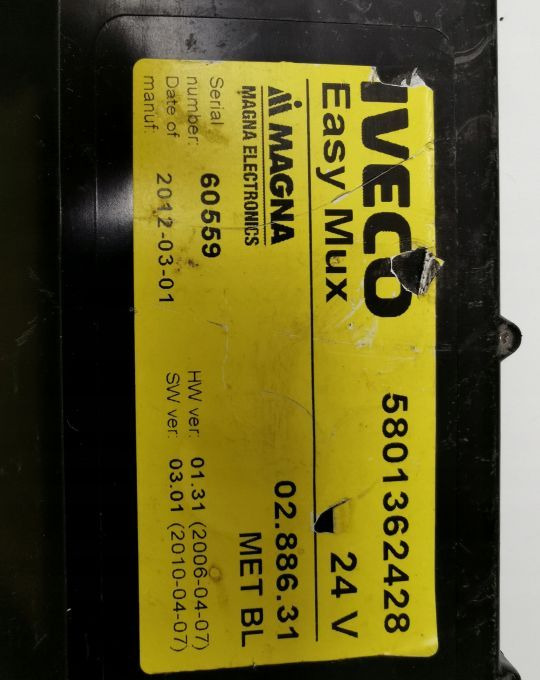 IVECO 5801362428
Easy Mux 24 V
MAGNA 02.886.31
MAGNA ELECTRONICS MET BL
Serial
number: 60559 HW ver: 01.31 (2006-04-07)
Date of SW ver: 03.01 (2010-04-07)
manuf: 2012-03-01